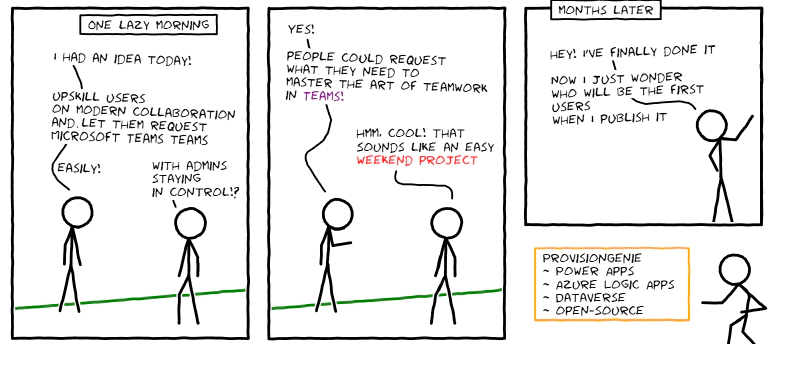 ONE LAZY MORNING
I HAD AN IDEA TODAY!
UPSKILL USERS
ON MODERN COLLABORATION
AND LET THEM REQUEST
MICROSOFT TEAMS TEAMS
EASILY!
WITH ADMINS
STAYING
IN CONTROL!?
YES!
PEOPLE COULD REQUEST
WHAT THEY NEED TO
MASTER THE ART OF TEAMWORK
IN TEAMS!
HMM, COOL! THAT
SOUNDS LIKE AN EASY
WEEKEND PROJECT
MONTHS LATER
HEY! I'VE FINALLY DONE IT
NOW I JUST WONDER
WHO WILL BE THE FIRST
USERS
WHEN I PUBLISH IT
PROVISIONGENIE
~ POWER APPS
~ AZURE LOGIC APPS
~ DATAVERSE
~ OPEN-SOURCE